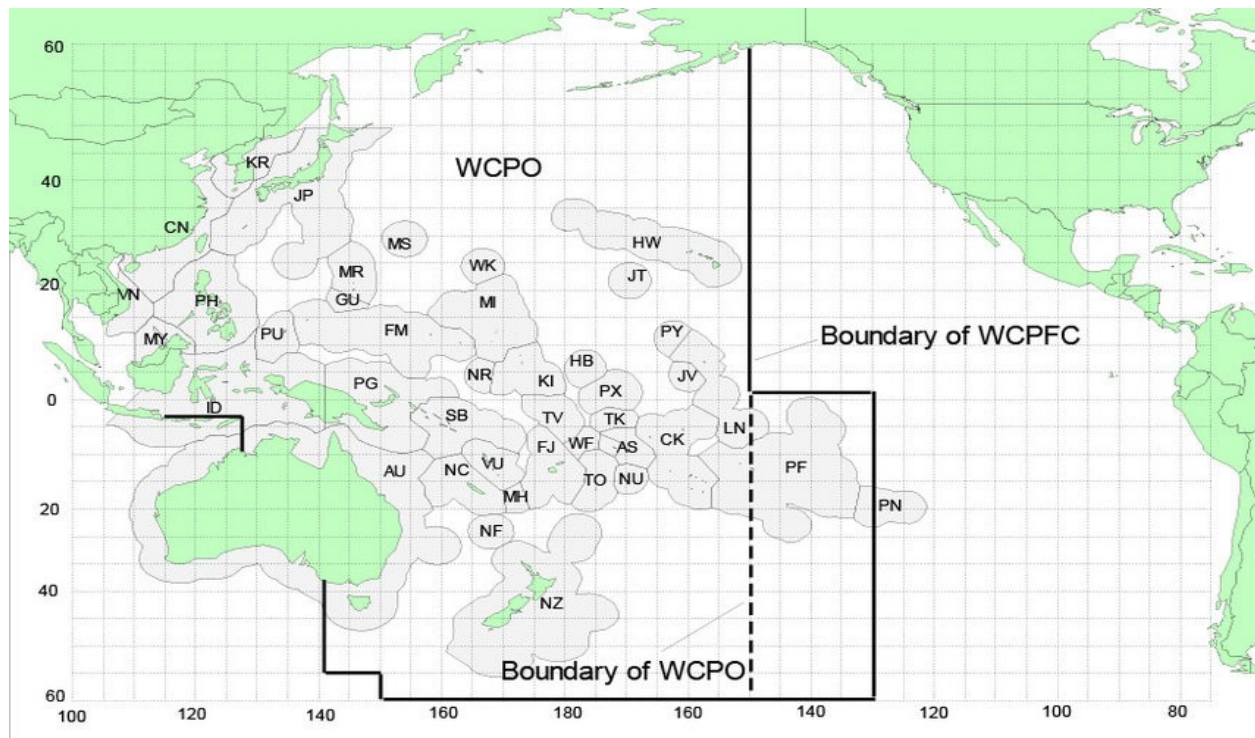 60
KR
WCPO
40
JP
CN
MS
HW
WK
MR
JT
20
VN
PH
GU
MI
MY
PU
FM
PY
Boundary of WCPFC
HB
NR
KI
PX
JV
PG
0
ID
SB
TV
TK
LN
FJ
WF
AS
CK
AU
NC
VU
TO
NU
PF
MH
20
NF
PN
40
NZ
Boundary of WCPO
60
100 120 140 160 180 160 140 120 100 80